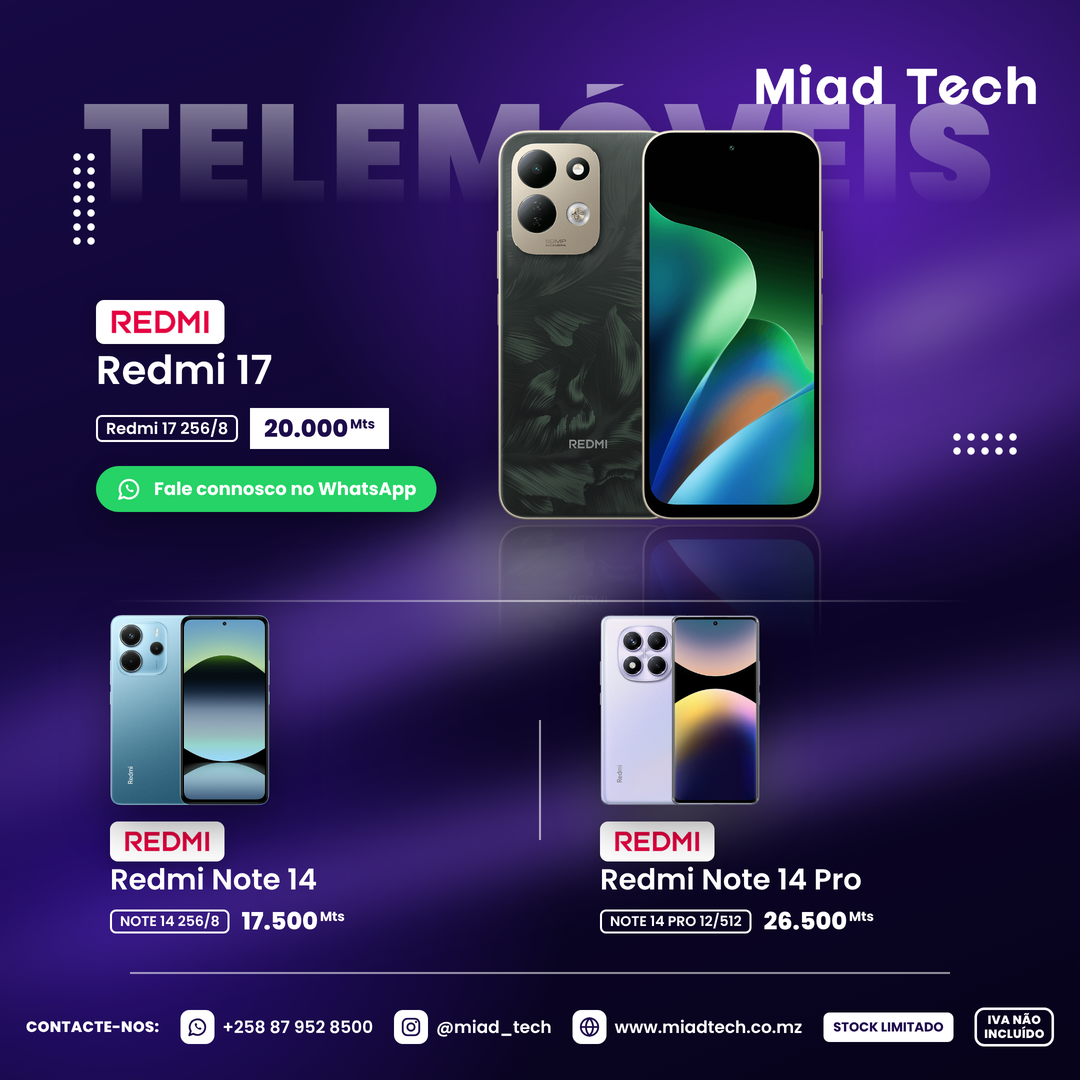 Miad Tech
TELEMÓVEIS
50MP
REDMI
REDMI
Redmi 17
Redmi 17 256/8
20.000 Mts
Fale connosco no WhatsApp
Redmi
Redmi
REDMI
REDMI
Redmi Note 14
Redmi Note 14 Pro
NOTE 14 256/8 17.500 Mts
NOTE 14 PRO 12/512 26.500 Mts
CONTACTE-NOS: +258 87 952 8500 @miad_tech www.miadtech.co.mz STOCK LIMITADO IVA NÃO
INCLUÍDO